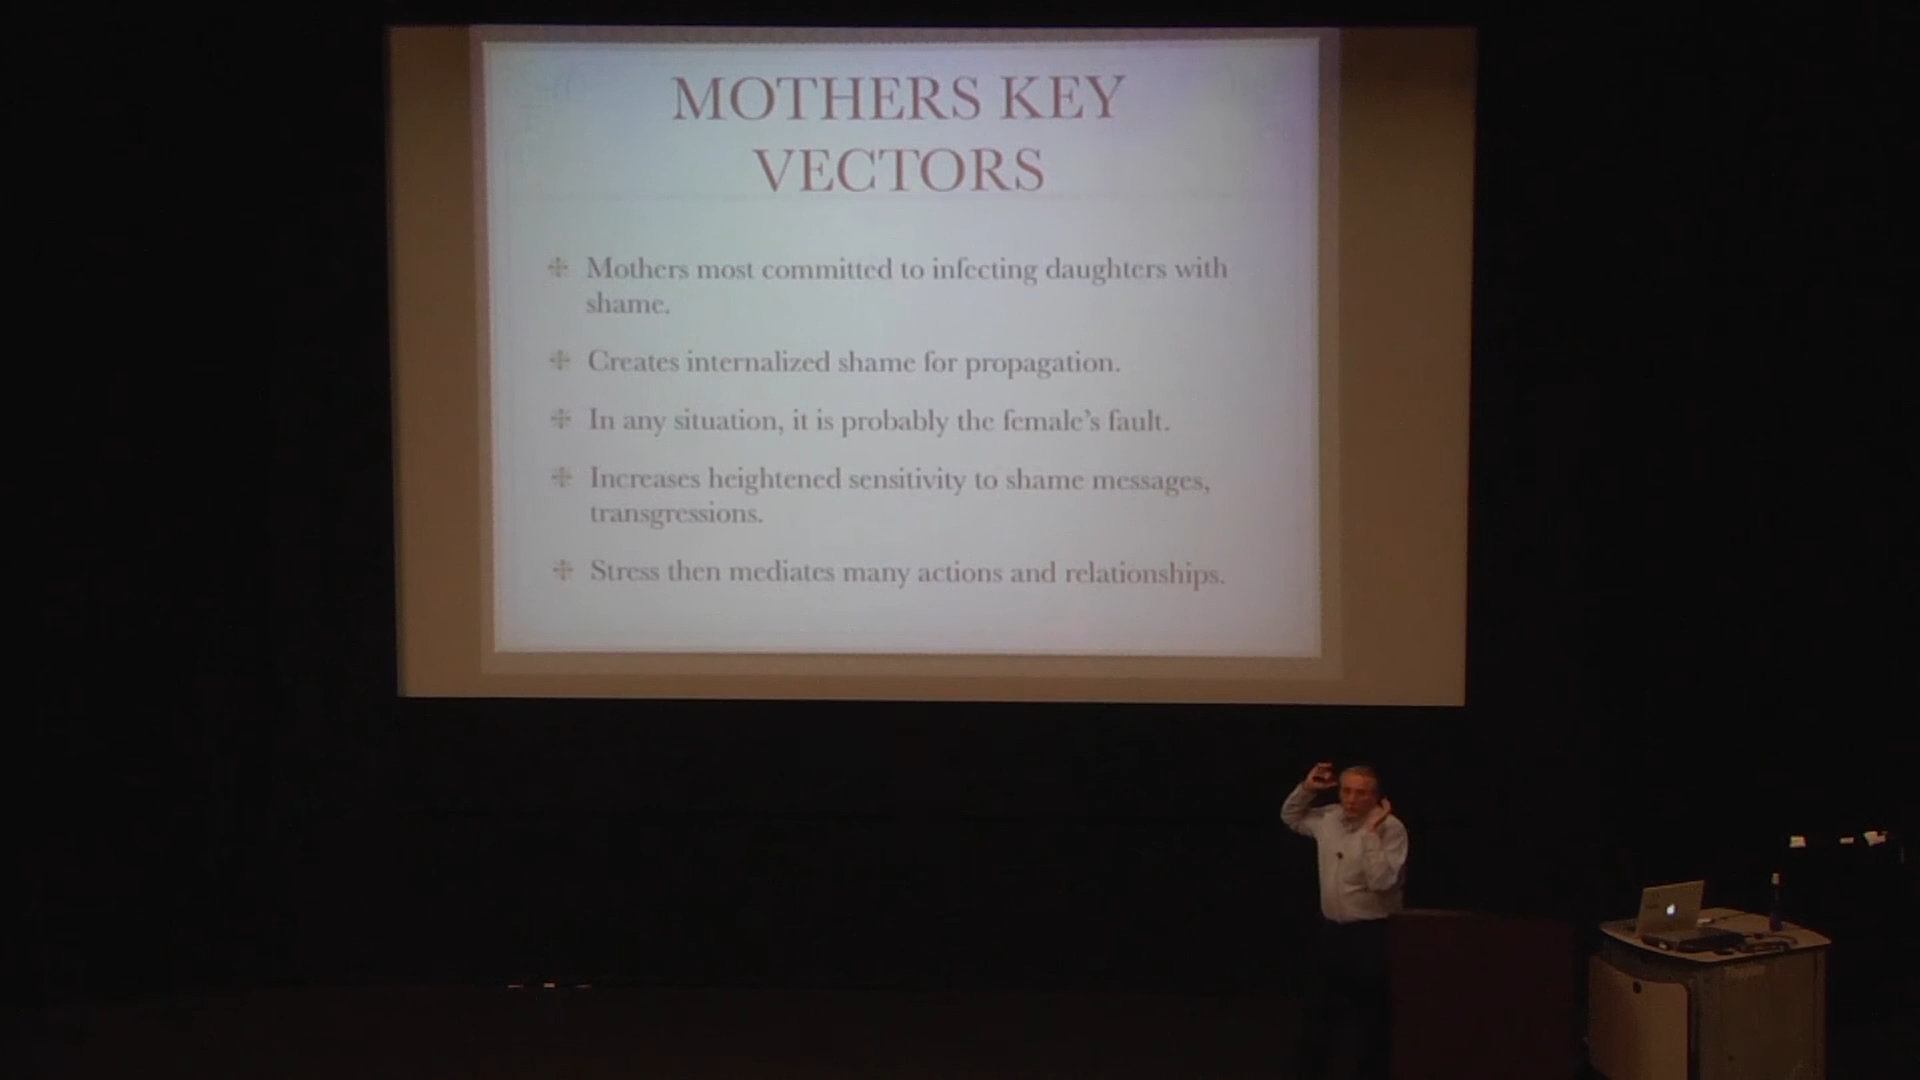 MOTHERS KEY
VECTORS
Mothers most committed to infecting daughters with
shame.
Creates internalized shame for propagation.
In any situation, it is probably the female’s fault.
Increases heightened sensitivity to shame messages,
transgressions.
Stress then mediates many actions and relationships.